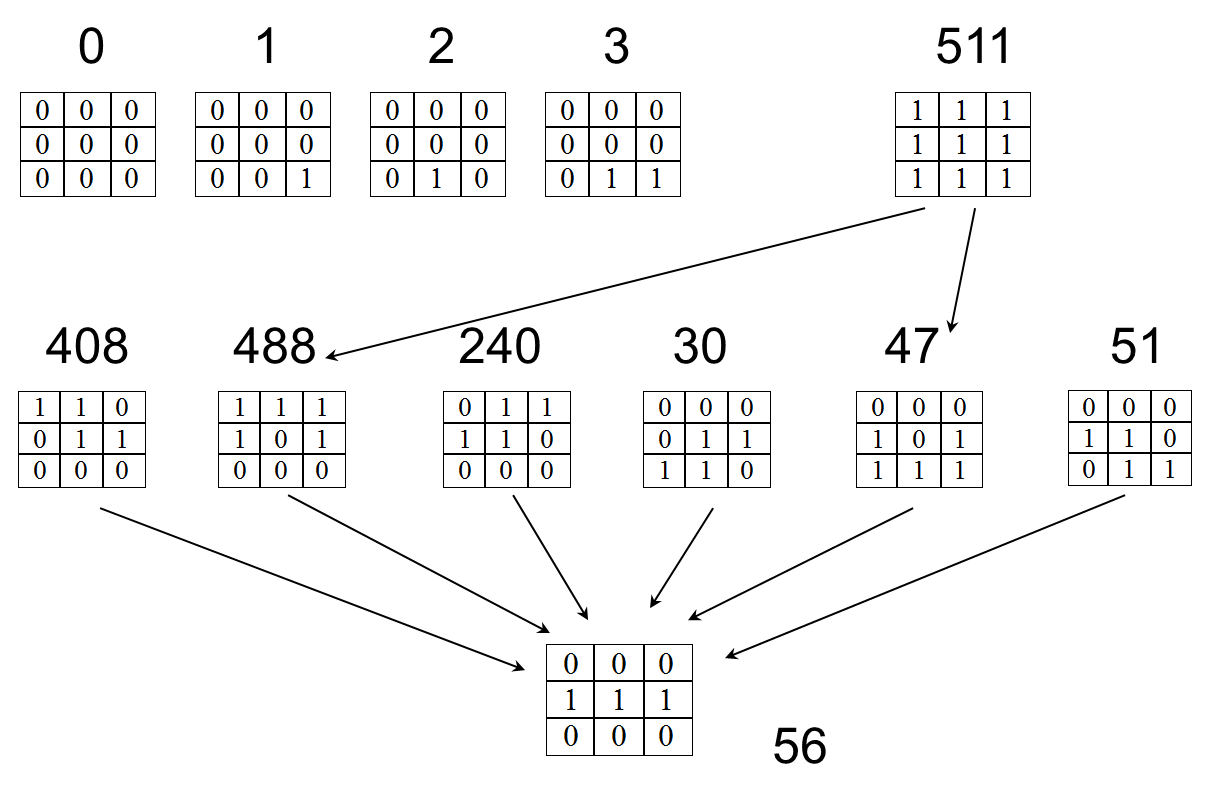 0 1 2 3 511
0 0 0 0 0 0 0 0 0 0 0 0 1 1 1
0 0 0 0 0 0 0 0 0 0 0 0 1 1 1
0 0 0 0 0 1 0 1 0 0 1 1 1 1 1
408 488 240 30 47 51
1 1 0 1 1 1 0 1 1 0 0 0 0 0 0 0 0 0
0 1 1 1 0 1 1 1 0 0 1 1 1 0 1 1 1 0
0 0 0 0 0 0 0 0 0 1 1 0 1 1 1 0 1 1
0 0 0
1 1 1
0 0 0
56